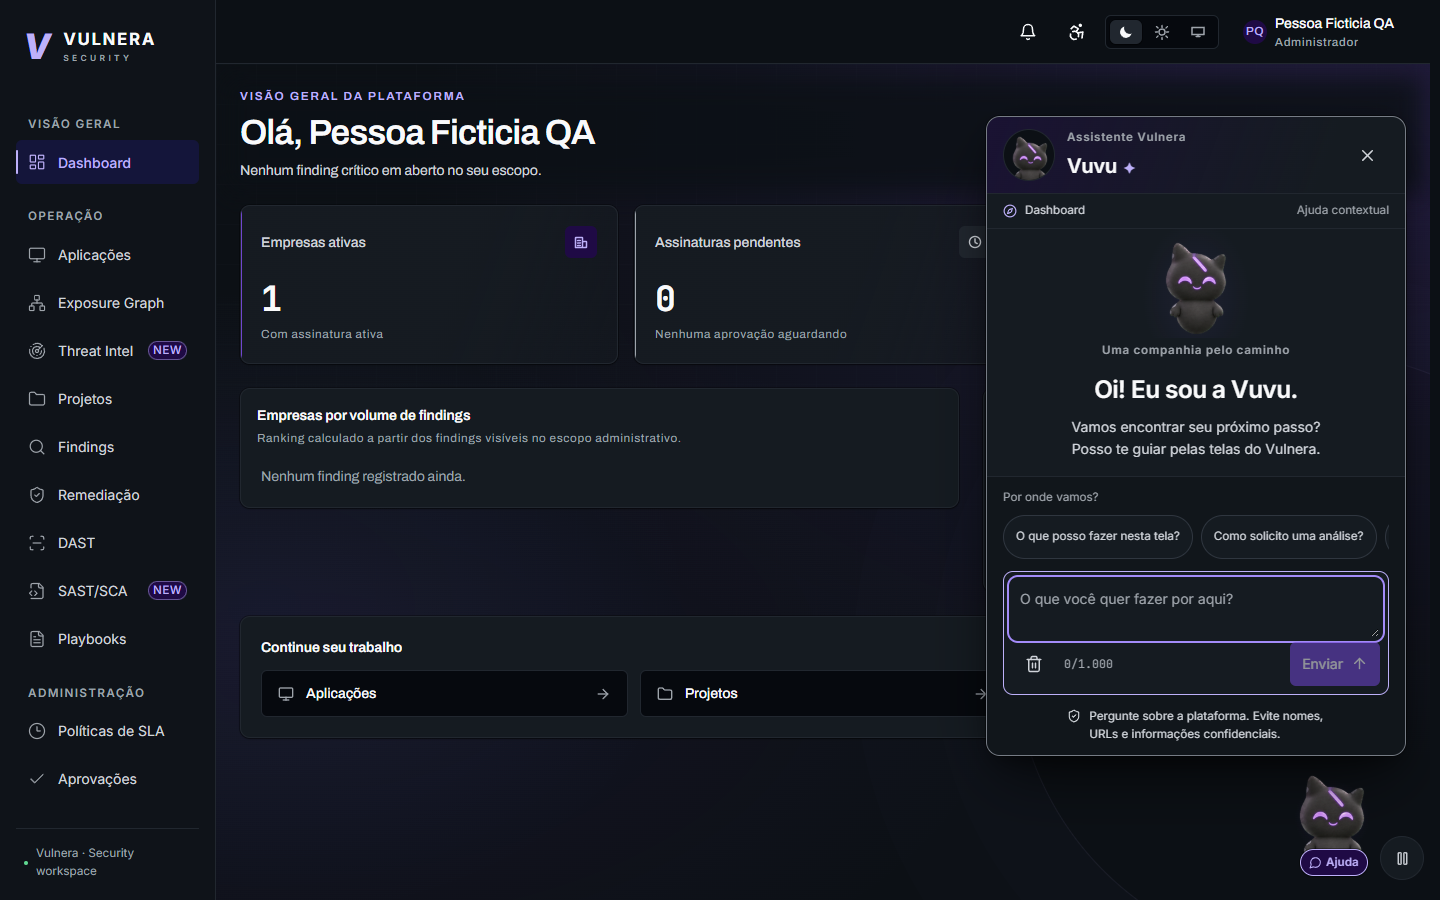 VULNERA
SECURITY
VISÃO GERAL
Dashboard
OPERAÇÃO
Aplicações
Exposure Graph
Threat Intel NEW
Projetos
Findings
Remediação
DAST
SAST/SCA NEW
Playbooks
ADMINISTRAÇÃO
Políticas de SLA
Aprovações
Vulnera · Security
workspace
PQ
Pessoa Ficticia QA
Administrador
VISÃO GERAL DA PLATAFORMA
Olá, Pessoa Ficticia QA
Nenhum finding crítico em aberto no seu escopo.
Empresas ativas
1
Com assinatura ativa
Assinaturas pendentes
0
Nenhuma aprovação aguardando
Empresas por volume de findings
Ranking calculado a partir dos findings visíveis no escopo administrativo.
Nenhum finding registrado ainda.
Continue seu trabalho
Aplicações
Projetos
Assistente Vulnera
Vuvu
Dashboard
Ajuda contextual
Uma companhia pelo caminho
Oi! Eu sou a Vuvu.
Vamos encontrar seu próximo passo?
Posso te guiar pelas telas do Vulnera.
Por onde vamos?
O que posso fazer nesta tela?
Como solicito uma análise?
O que você quer fazer por aqui?
0/1.000
Enviar
Pergunte sobre a plataforma. Evite nomes,
URLs e informações confidenciais.
Ajuda